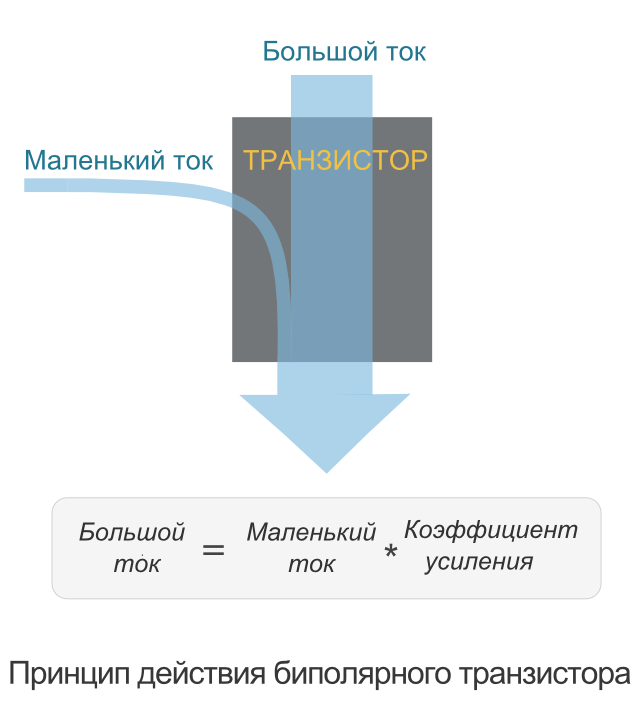 Большой ток
Маленький ток
ТРАНЗИСТОР
Большой ток = Маленький ток * Коэффициент усиления
Принцип действия биполярного транзистора